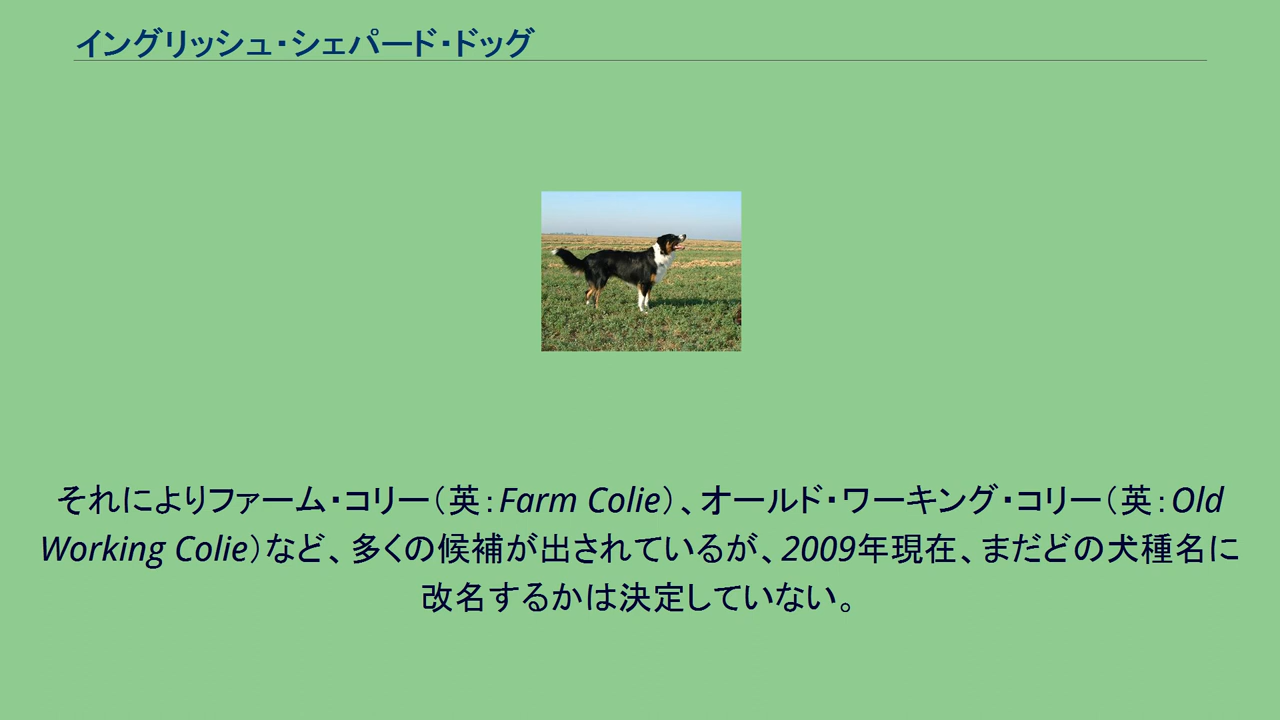 イングリッシュ・シェパード・ドッグ
それによりファーム・コリー（英：Farm Colie）、オールド・ワーキング・コリー（英：Old
Working Colie）など、多くの候補が出されているが、2009年現在、まだどの犬種名に
改名するかは決定していない。